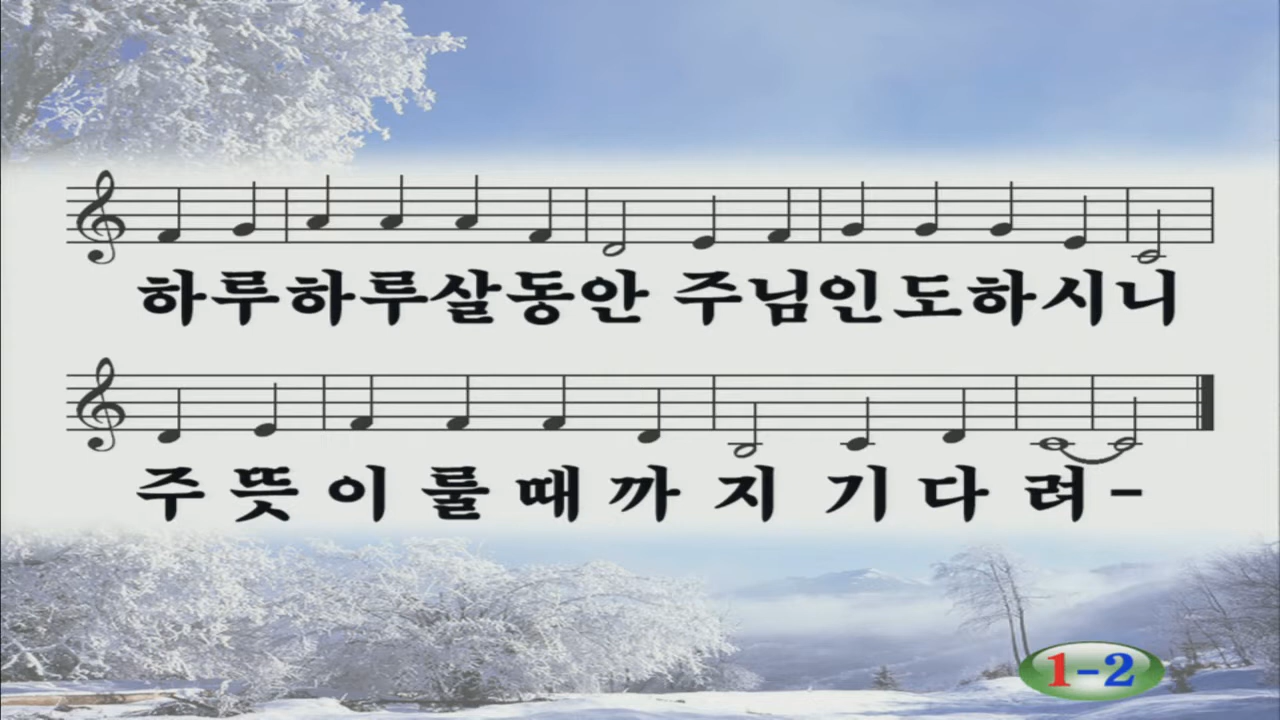 하루하루살동안 주님인도하시니
주 뜻 이 룰 때 까 지 기 다 려 -
1-2